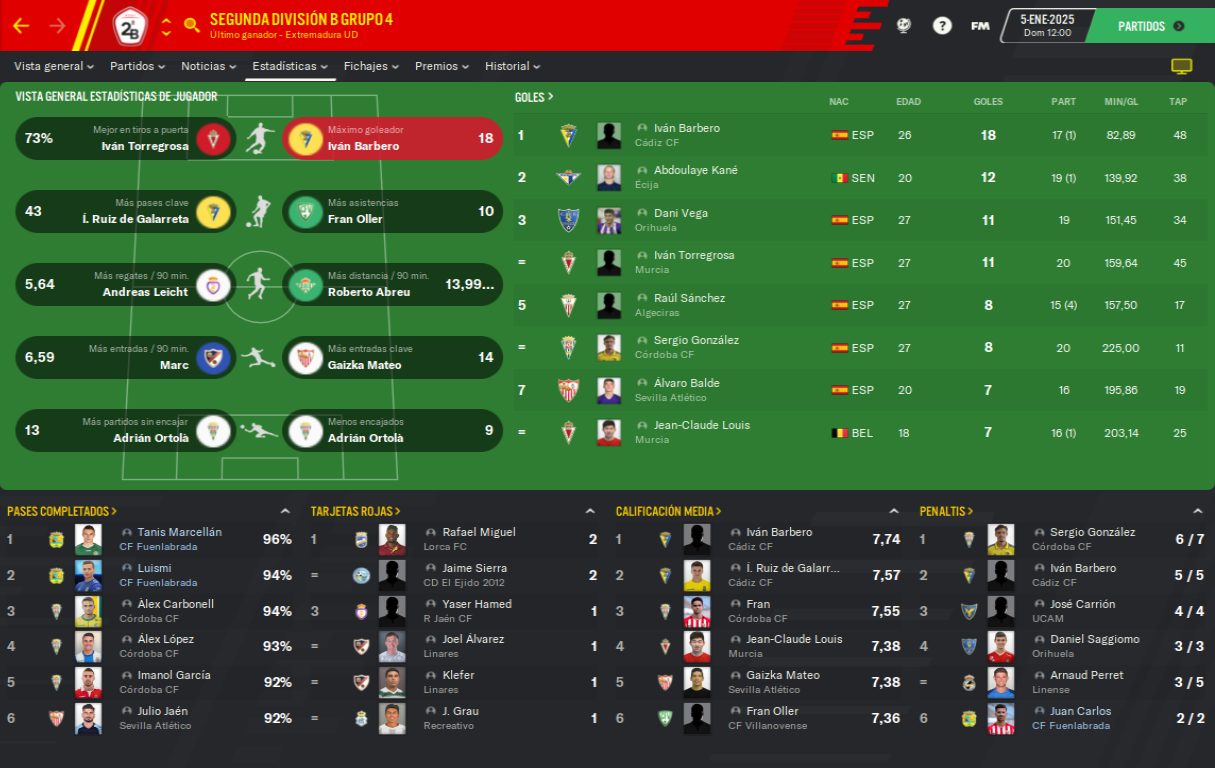 SEGUNDA DIVISIÓN B GRUPO 4
Último ganador - Extremadura UD
2ªB
?
FM
5-ENE-2025
Dom 12:00
PARTIDOS
Vista general
Partidos
Noticias
Estadísticas
Fichajes
Premios
Historial
VISTA GENERAL ESTADÍSTICAS DE JUGADOR
73%
Mejor en tiros a puerta
Iván Torregrosa
Máximo goleador
Iván Barbero
18
43
Más pases clave
Í. Ruiz de Galarreta
Más asistencias
Fran Oller
10
5,64
Más regates / 90 min.
Andreas Leicht
Más distancia / 90 min.
Roberto Abreu
13,99...
6,59
Más entradas / 90 min.
Marc
Más entradas clave
Gaizka Mateo
14
13
Más partidos sin encajar
Adrián Ortolà
Menos encajados
Adrián Ortolà
9
GOLES > NAC EDAD GOLES PART MIN/GL TAP
1 Iván Barbero ESP 26 18 17 (1) 82,89 48
Cádiz CF
2 Abdoulaye Kané SEN 20 12 19 (1) 139,92 38
Écija
3 Dani Vega ESP 27 11 19 151,45 34
Orihuela
= Iván Torregrosa ESP 27 11 20 159,64 45
Murcia
5 Raúl Sánchez ESP 27 8 15 (4) 157,50 17
Algeciras
= Sergio González ESP 27 8 20 225,00 11
Córdoba CF
7 Álvaro Balde ESP 20 7 16 195,86 19
Sevilla Atlético
= Jean-Claude Louis BEL 18 7 16 (1) 203,14 25
Murcia
PASES COMPLETADOS >
1 Tanis Marcellán 96%
CF Fuenlabrada
2 Luismi 94%
CF Fuenlabrada
3 Àlex Carbonell 94%
Córdoba CF
4 Álex López 93%
Córdoba CF
5 Imanol García 92%
Córdoba CF
6 Julio Jaén 92%
Sevilla Atlético
TARJETAS ROJAS >
1 Rafael Miguel 2
Lorca FC
= Jaime Sierra 2
CD El Ejido 2012
3 Yaser Hamed 1
R Jaén CF
= Joel Álvarez 1
Linares
= Klefer 1
Linares
= J. Grau 1
Recreativo
CALIFICACIÓN MEDIA >
1 Iván Barbero 7,74
Cádiz CF
2 Í. Ruiz de Galarr... 7,57
Cádiz CF
3 Fran 7,55
Córdoba CF
4 Jean-Claude Louis 7,38
Murcia
5 Gaizka Mateo 7,38
Sevilla Atlético
6 Fran Oller 7,36
CF Villanovense
PENALTIS >
1 Sergio González 6 / 7
Córdoba CF
2 Iván Barbero 5 / 5
Cádiz CF
3 José Carrión 4 / 4
UCAM
4 Daniel Saggiomo 3 / 3
Orihuela
= Arnaud Perret 3 / 5
Linense
6 Juan Carlos 2 / 2
CF Fuenlabrada